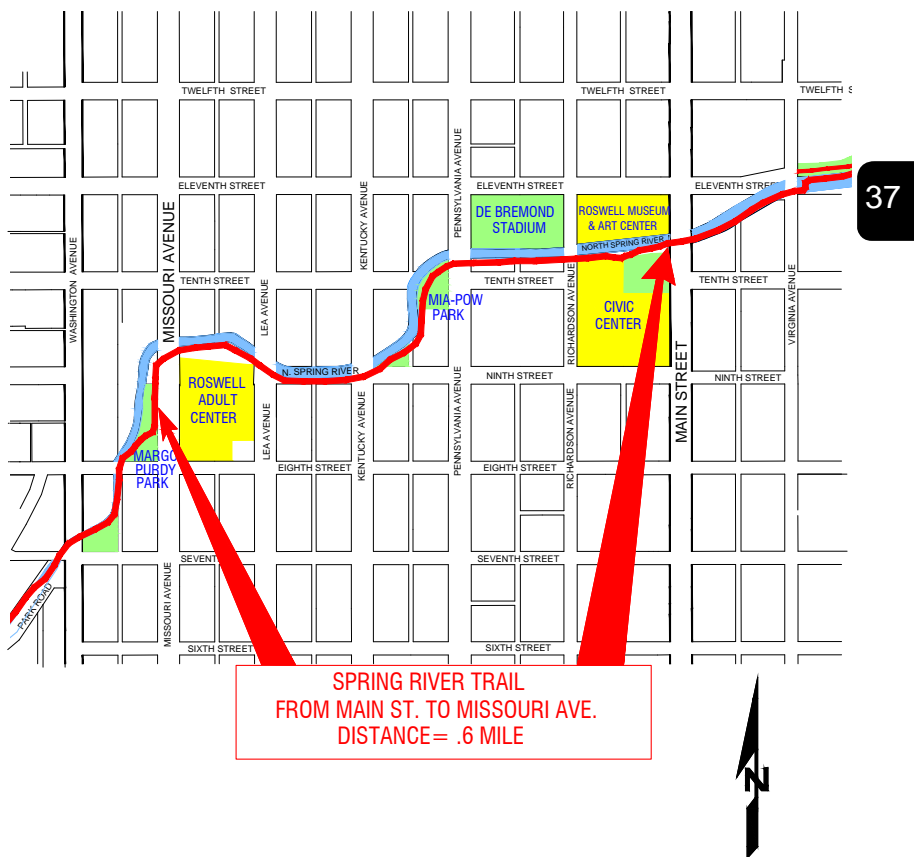 TWELFTH STREET
TWELFTH STREET
TWELFTH S
ELEVENTH STREET
ELEVENTH STREET
ELEVENTH STREET
37
WASHINGTON AVENUE
MISSOURI AVENUE
KENTUCKY AVENUE
PENNSYLVANIA AVENUE
DE BREMOND
STADIUM
ROSWELL MUSEUM
& ART CENTER
NORTH SPRING RIVER
TENTH STREET
TENTH STREET
TENTH STREET
LEA AVENUE
MIA-POW
PARK
RICHARDSON AVENUE
CIVIC
CENTER
VIRGINIA AVENUE
N. SPRING RIVER
NINTH STREET
NINTH STREET
MAIN STREET
ROSWELL
ADULT
CENTER
LEA AVENUE
KENTUCKY AVENUE
PENNSYLVANIA AVENUE
RICHARDSON AVENUE
MARGO
PURDY
PARK
EIGHTH STREET
EIGHTH STREET
SEVENT
SEVENTH STREET
PARK ROAD
MISSOURI AVENUE
SIXTH STREET
SIXTH STREET
SPRING RIVER TRAIL
FROM MAIN ST. TO MISSOURI AVE.
DISTANCE= .6 MILE
N